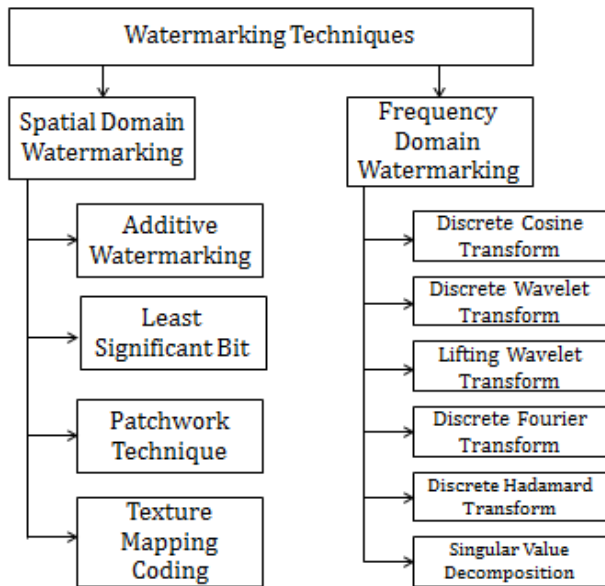 Watermarking Techniques
Spatial Domain
Watermarking
Additive
Watermarking
Least
Significant Bit
Patchwork
Technique
Texture
Mapping
Coding
Frequency
Domain
Watermarking
Discrete Cosine
Transform
Discrete Wavelet
Transform
Lifting Wavelet
Transform
Discrete Fourier
Transform
Discrete Hadamard
Transform
Singular Value
Decomposition